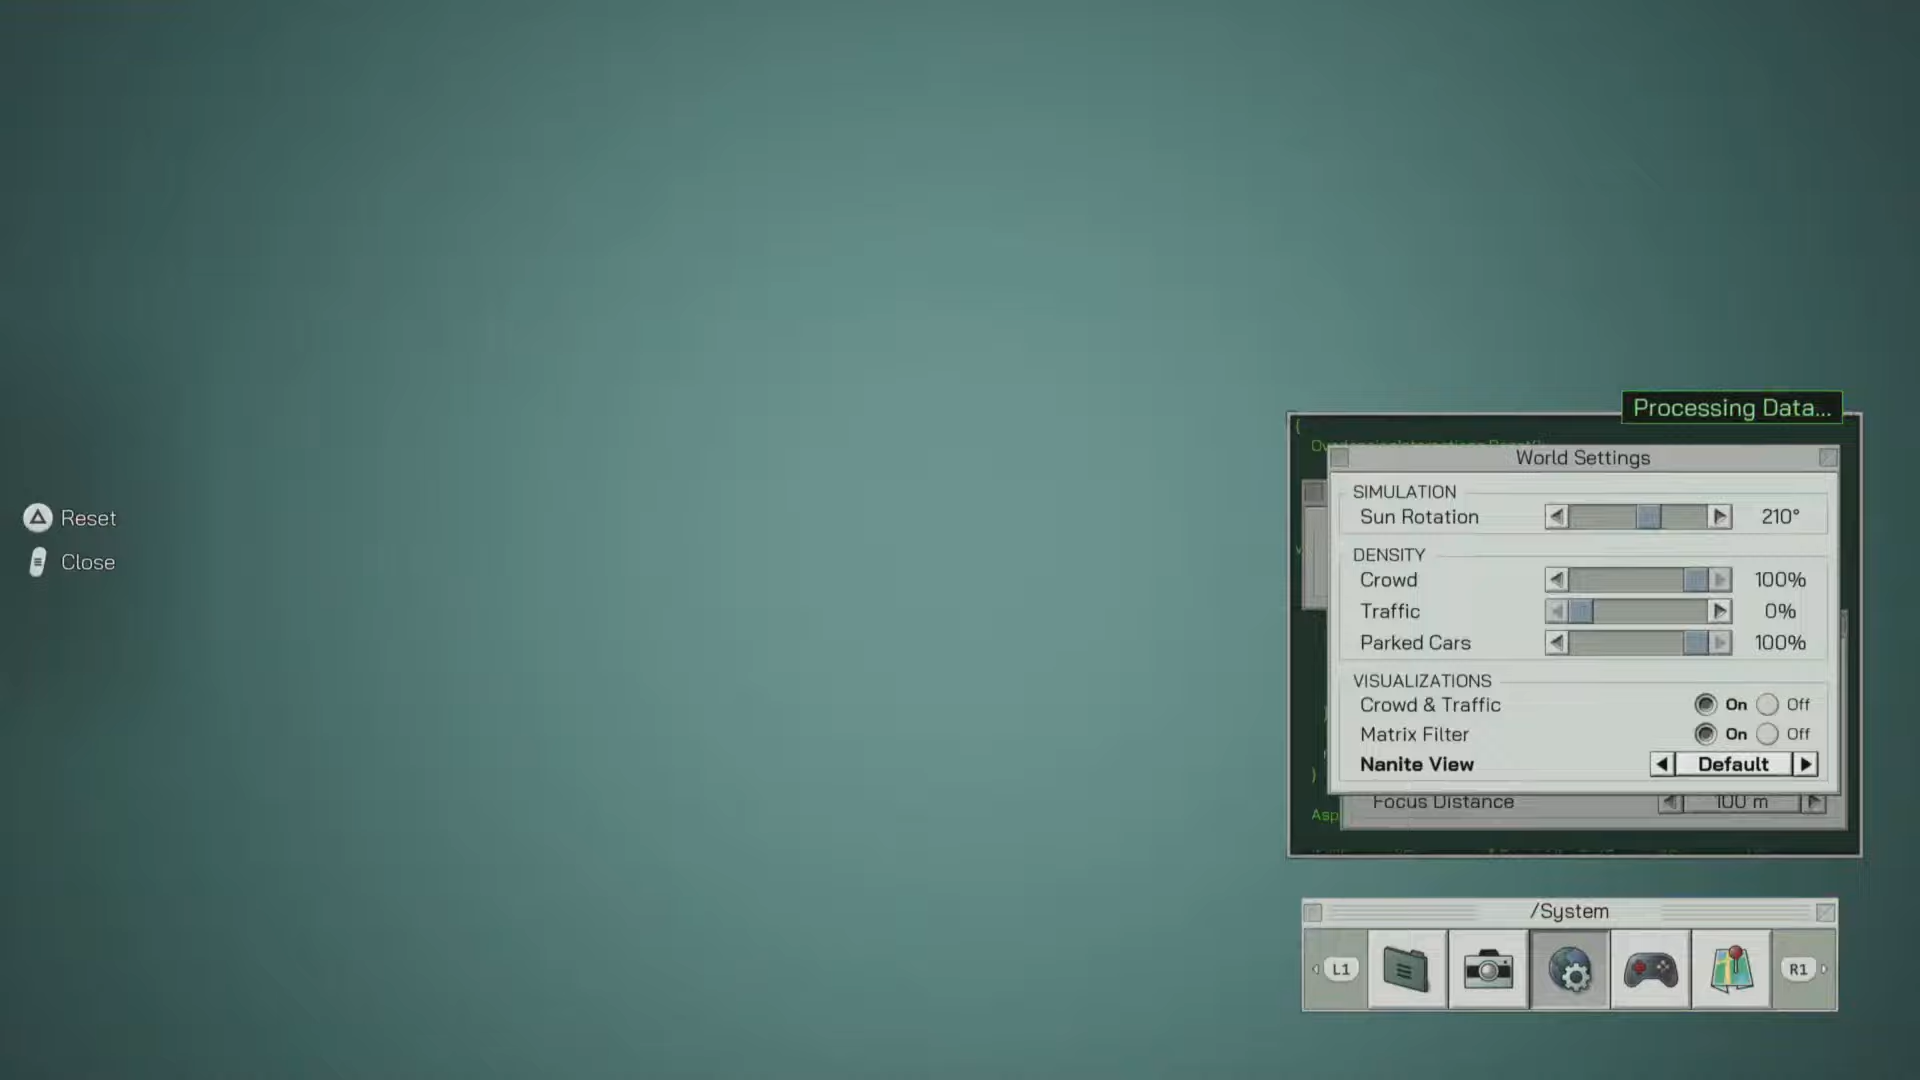 Processing Data...
World Settings
SIMULATION
Sun Rotation 210°
DENSITY
Crowd 100%
Traffic 0%
Parked Cars 100%
VISUALIZATIONS
Crowd & Traffic On Off
Matrix Filter On Off
Nanite View Default
Focus Distance 100 m
Asp
Reset
Close
/System
L1 R1